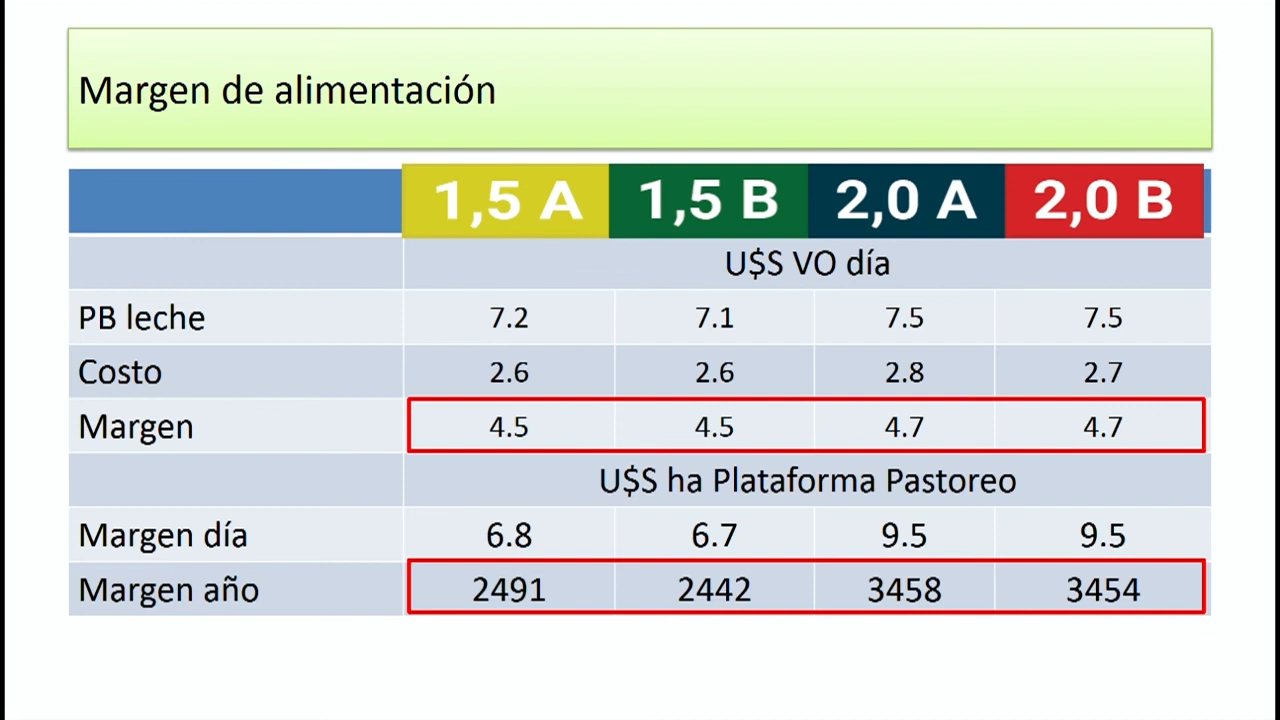 Margen de alimentación
1,5 A 1,5 B 2,0 A 2,0 B
U$S VO día
PB leche 7.2 7.1 7.5 7.5
Costo 2.6 2.6 2.8 2.7
Margen 4.5 4.5 4.7 4.7
U$S ha Plataforma Pastoreo
Margen día 6.8 6.7 9.5 9.5
Margen año 2491 2442 3458 3454